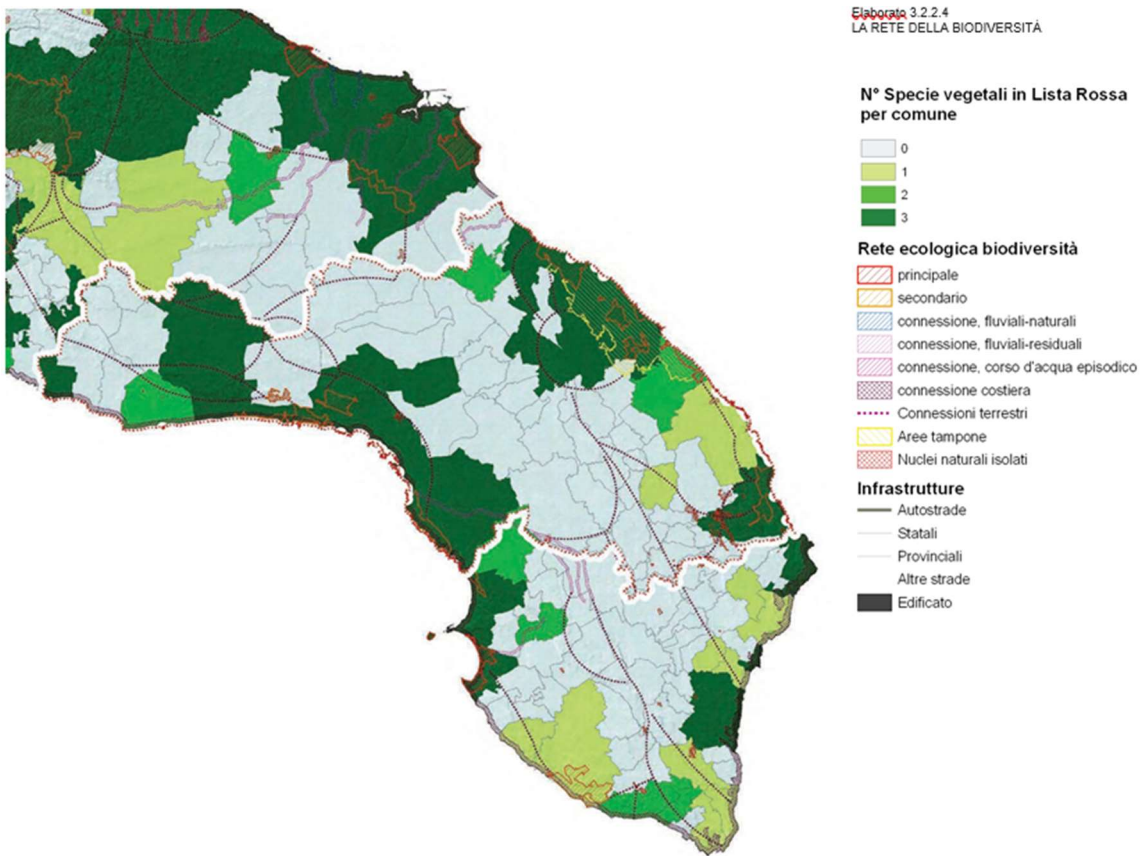 Elaborato 3.2.2.4
LA RETE DELLA BIODIVERSITÀ
N° Specie vegetali in Lista Rossa
per comune
0
1
2
3
Rete ecologica biodiversità
principale
secondario
connessione, fluviali-naturali
connessione, fluviali-residuali
connessione, corso d'acqua episodico
connessione costiera
Connessioni terrestri
Aree tampone
Nuclei naturali isolati
Infrastrutture
Autostrade
Statali
Provinciali
Altre strade
Edificato